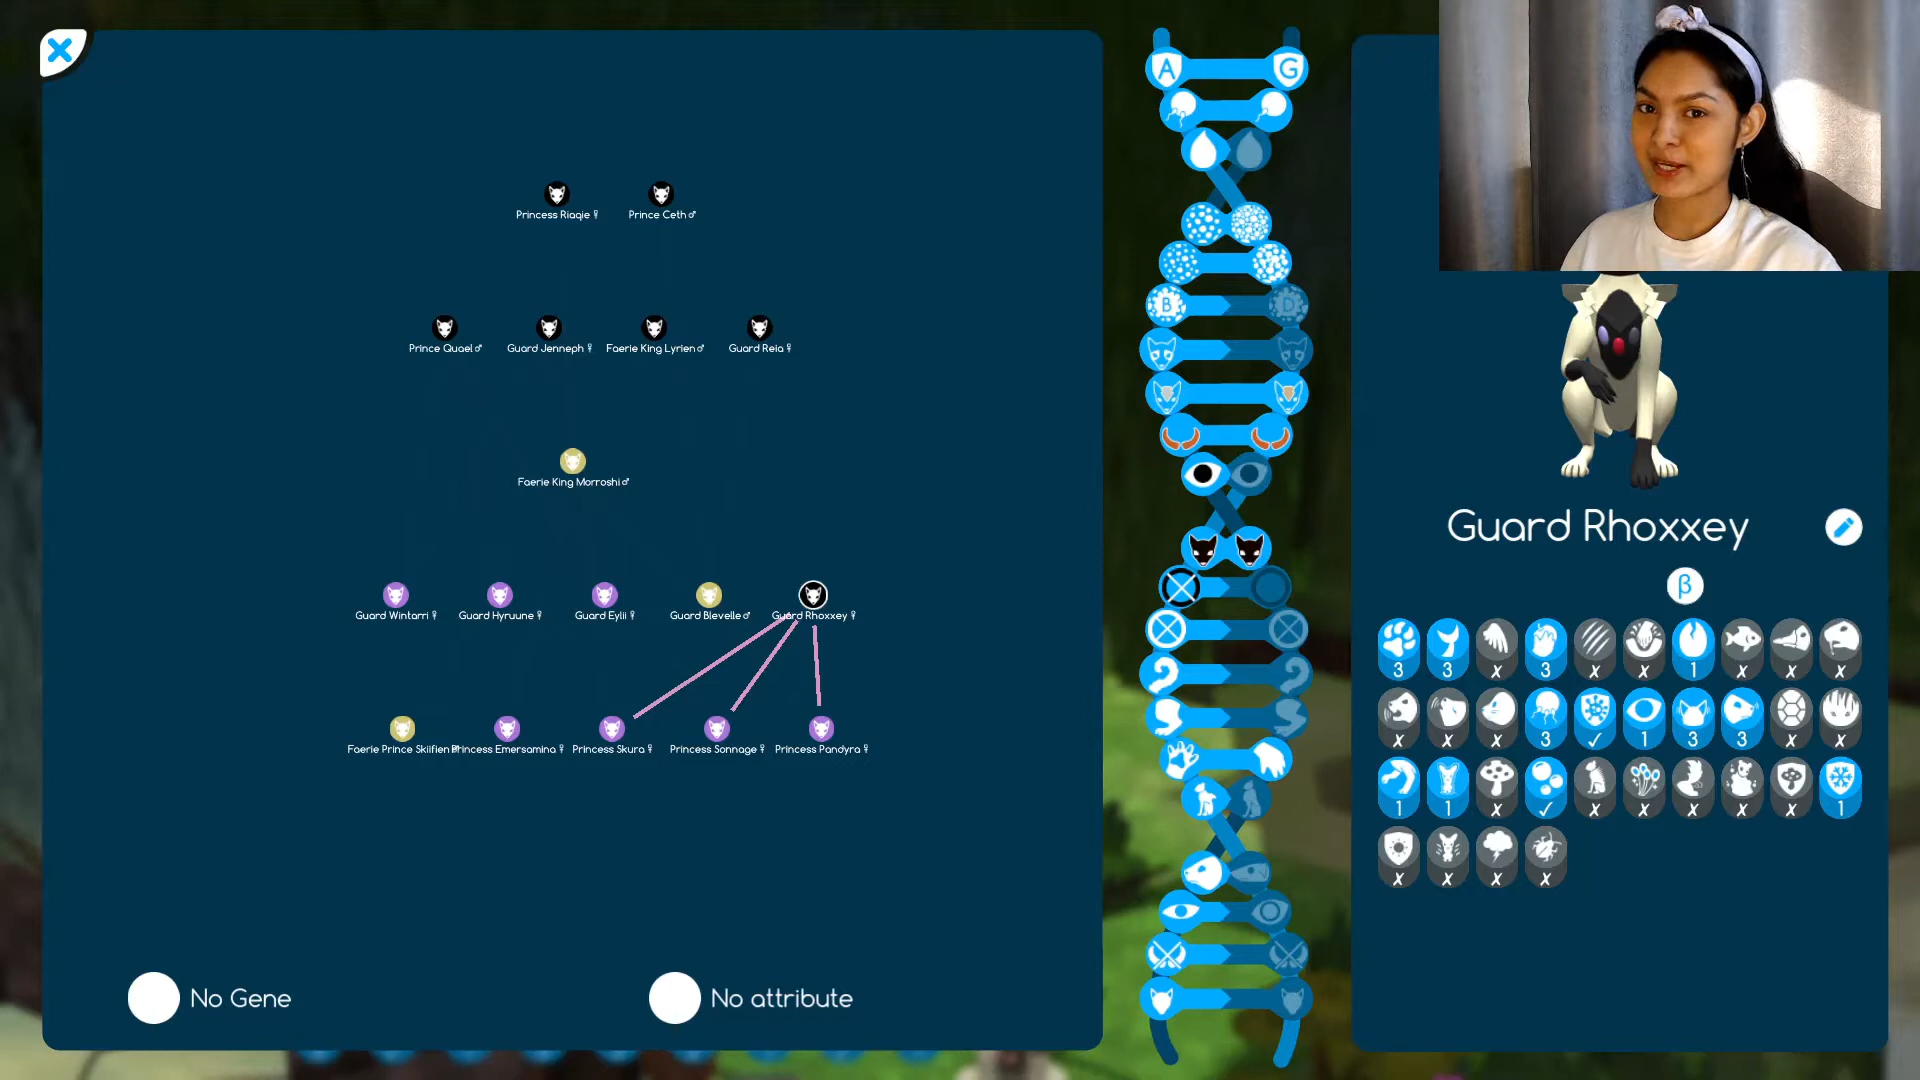 A G
Princess Riaqie ♀ Prince Ceth ♂
Prince Quael ♂ Guard Jenneph ♀ Faerie King Lyrien ♂ Guard Reia ♀
B D
Faerie King Morroshi ♂
Guard Rhoxxey
β
Guard Wintarri ♀ Guard Hyruune ♀ Guard Eylii ♀ Guard Blevelle ♂ Guard Rhoxxey ♀
3 3 X 3 X X 1 X X X
X X X 3 ✓ 1 3 3 X X
Faerie Prince Skiifien Princess Emersamina ♀ Princess Skura ♀ Princess Sonnage ♀ Princess Pandyra ♀
1 1 X ✓ X X X X X 1
X X X X
No Gene No attribute